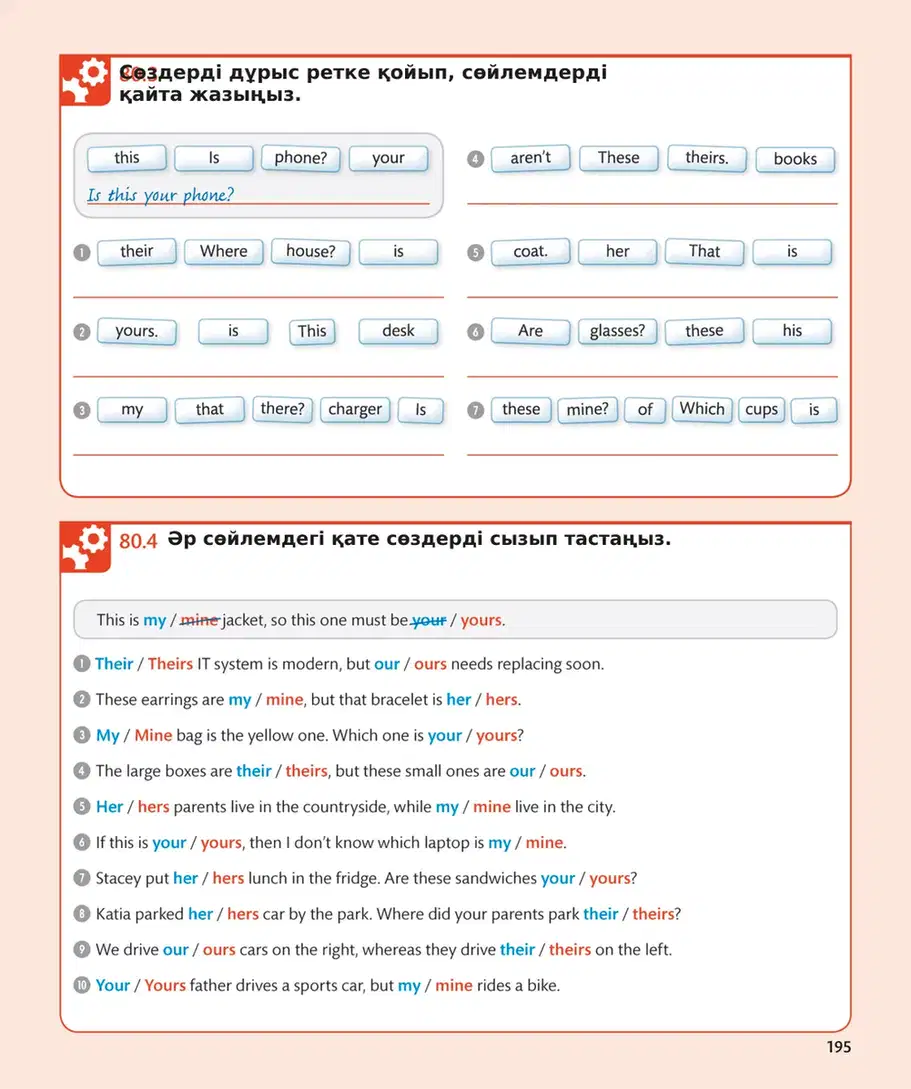 80.3 Сөздерді дұрыс ретке қойып, сөйлемдерді
қайта жазыңыз.
this Is phone? your
Is this your phone?
1 their Where house? is
2 yours. is This desk
3 my that there? charger Is
4 aren't These theirs. books
5 coat. her That is
6 Are glasses? these his
7 these mine? of Which cups is
80.4 Әр сөйлемдегі қате сөздерді сызып тастаңыз.
This is my / mine jacket, so this one must be your / yours.
1 Their / Theirs IT system is modern, but our / ours needs replacing soon.
2 These earrings are my / mine, but that bracelet is her / hers.
3 My / Mine bag is the yellow one. Which one is your / yours?
4 The large boxes are their / theirs, but these small ones are our / ours.
5 Her / hers parents live in the countryside, while my / mine live in the city.
6 If this is your / yours, then I don't know which laptop is my / mine.
7 Stacey put her / hers lunch in the fridge. Are these sandwiches your / yours?
8 Katia parked her / hers car by the park. Where did your parents park their / theirs?
9 We drive our / ours cars on the right, whereas they drive their / theirs on the left.
10 Your / Yours father drives a sports car, but my / mine rides a bike.
195